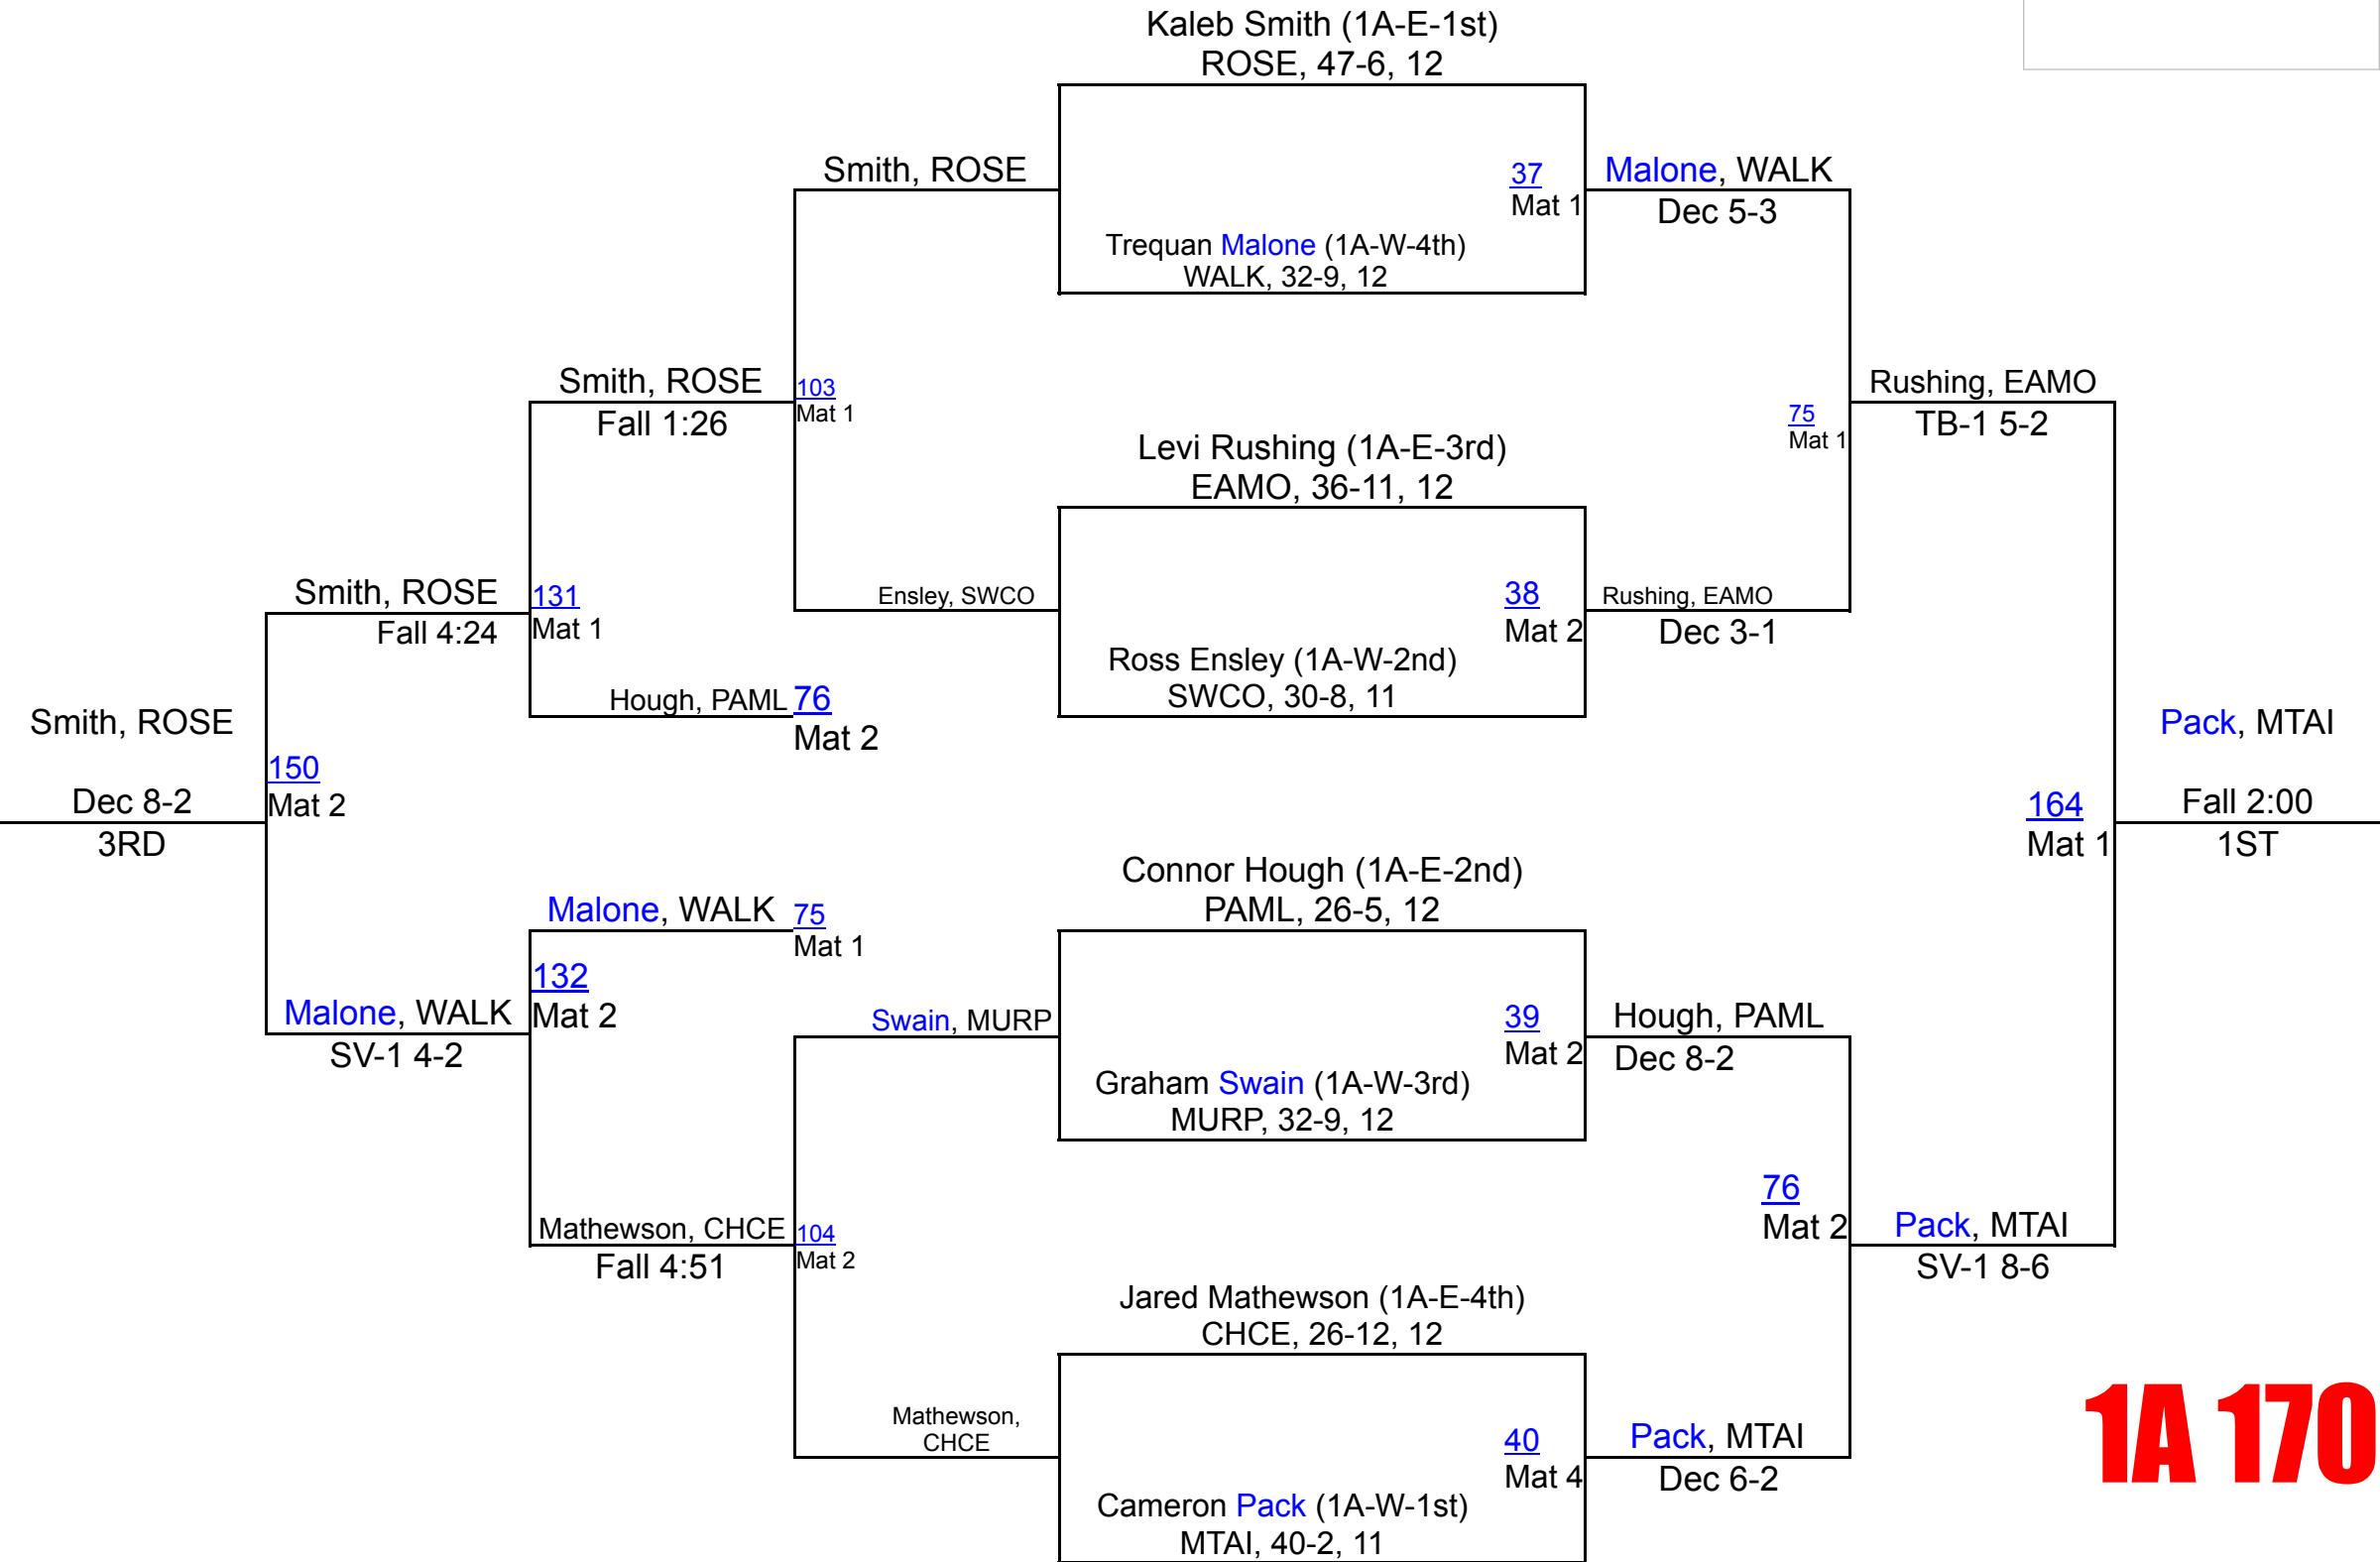 Kaleb Smith (1A-E-1st)
ROSE, 47-6, 12
Smith, ROSE
37
Mat 1
Malone, WALK
Dec 5-3
Trequan Malone (1A-W-4th)
WALK, 32-9, 12
Smith, ROSE
Fall 1:26
103
Mat 1
Rushing, EAMO
TB-1 5-2
75
Mat 1
Levi Rushing (1A-E-3rd)
EAMO, 36-11, 12
Smith, ROSE
Fall 4:24
131
Mat 1
Ensley, SWCO
38
Mat 2
Rushing, EAMO
Dec 3-1
Ross Ensley (1A-W-2nd)
SWCO, 30-8, 11
Hough, PAML
76
Mat 2
Smith, ROSE
Dec 8-2
3RD
150
Mat 2
Pack, MTAI
Fall 2:00
1ST
164
Mat 1
Connor Hough (1A-E-2nd)
PAML, 26-5, 12
Malone, WALK
75
Mat 1
132
Mat 2
Malone, WALK
SV-1 4-2
Swain, MURP
39
Mat 2
Hough, PAML
Dec 8-2
Graham Swain (1A-W-3rd)
MURP, 32-9, 12
76
Mat 2
Mathewson, CHCE
Fall 4:51
104
Mat 2
Pack, MTAI
SV-1 8-6
Jared Mathewson (1A-E-4th)
CHCE, 26-12, 12
Mathewson,
CHCE
40
Mat 4
Pack, MTAI
Dec 6-2
Cameron Pack (1A-W-1st)
MTAI, 40-2, 11
1A 170